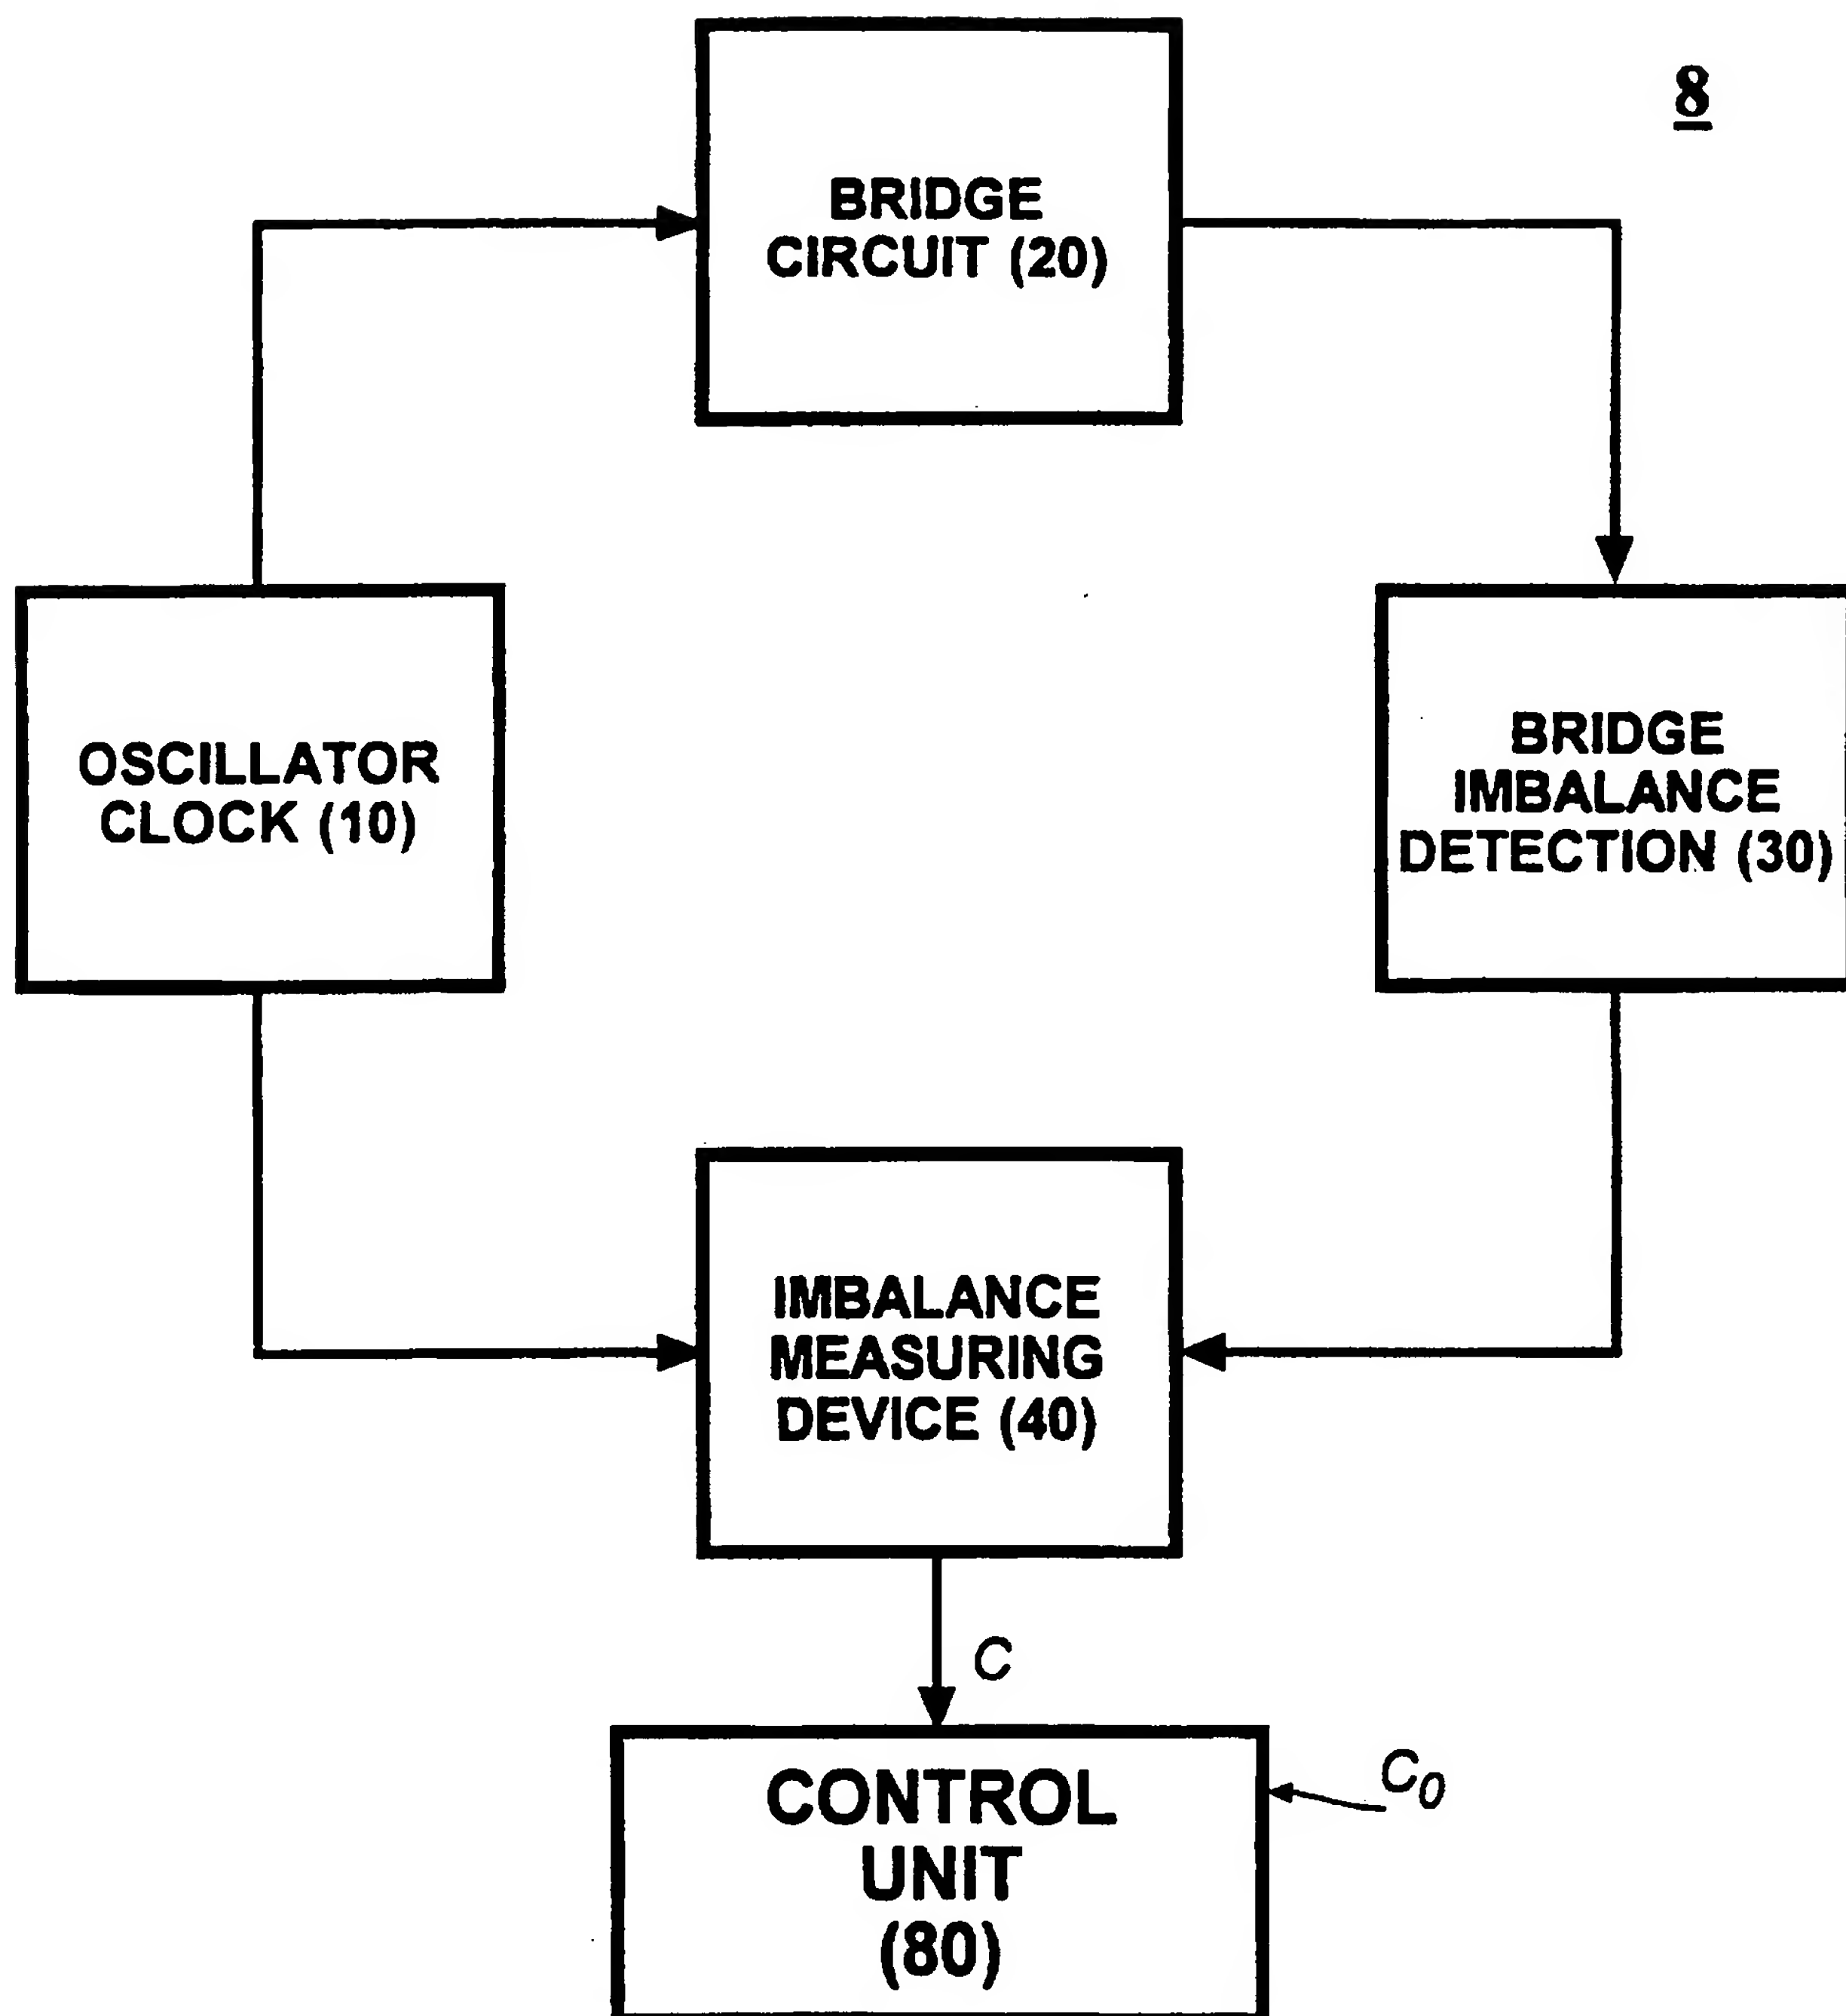 8
BRIDGE
CIRCUIT (20)
OSCILLATOR
CLOCK (10)
BRIDGE
IMBALANCE
DETECTION (30)
IMBALANCE
MEASURING
DEVICE (40)
C
C0
CONTROL
UNIT
(80)